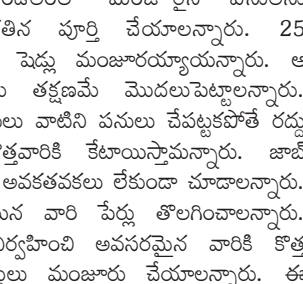 తిన పూర్తి చేయాలన్నారు. 25
షెడ్లు మంజూరయ్యాయన్నారు. ఆ
తక్షణమే మొదలుపెట్టాలన్నారు.
లు వాటిని పనులు చేపట్టకపోతే రద్దు
త్తవారికి కేటాయిస్తామన్నారు. జాబ్
అవకతవకలు లేకుండా చూడాలన్నారు.
న వారి పేర్లు తొలగించాలన్నారు.
ర్వహించి అవసరమైన వారికి కొత్త
లు మంజూరు చేయాలన్నారు. ఈ